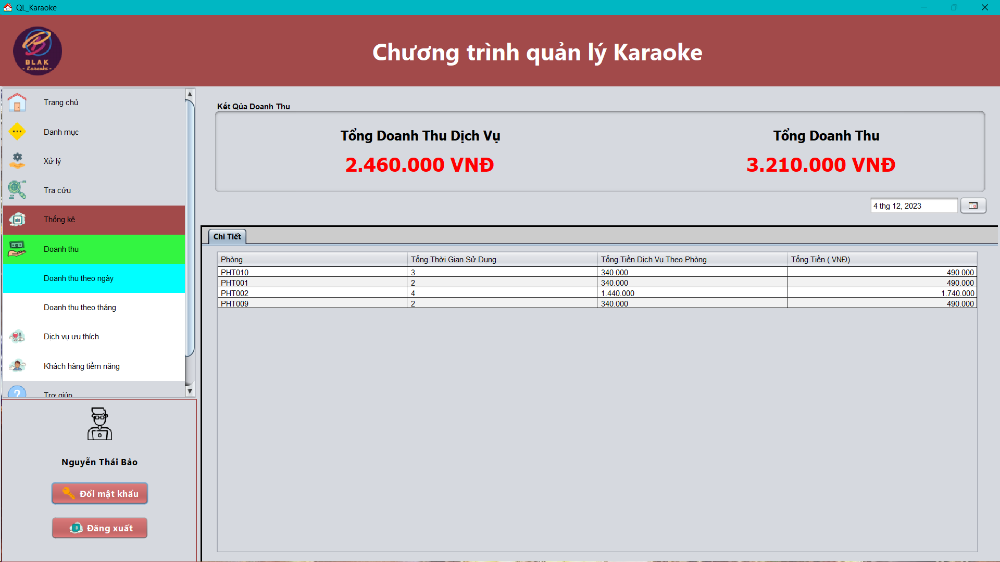 QL_Karaoke
BLAK
- Karaoke -
Chương trình quản lý Karaoke
Trang chủ
Danh mục
Xử lý
Tra cứu
Thống kê
Doanh thu
Doanh thu theo ngày
Doanh thu theo tháng
Dịch vụ ưu thích
Khách hàng tiềm năng
Trợ giúp
Nguyễn Thái Bảo
Đổi mật khẩu
Đăng xuất
Kết Qủa Doanh Thu
Tổng Doanh Thu Dịch Vụ Tổng Doanh Thu
2.460.000 VNĐ 3.210.000 VNĐ
4 thg 12, 2023
Chi Tiết
Phòng Tổng Thời Gian Sử Dụng Tổng Tiền Dịch Vụ Theo Phòng Tổng Tiền ( VNĐ)
PHT010 3 340.000 490.000
PHT001 2 340.000 490.000
PHT002 4 1.440.000 1.740.000
PHT009 2 340.000 490.000